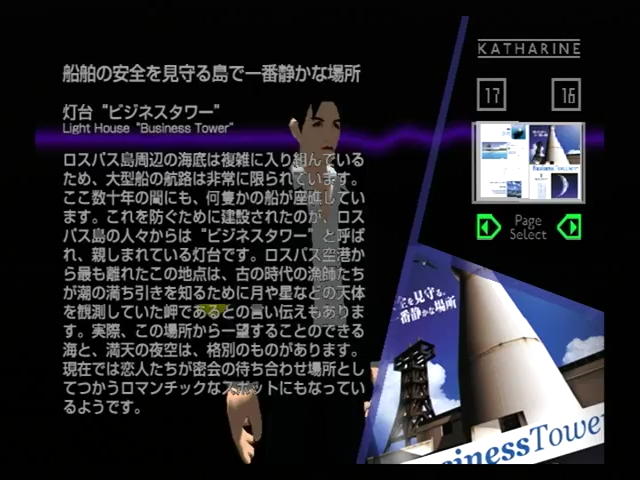 船舶の安全を見守る島で一番静かな場所
灯台“ビジネスタワー”
Light House “Business Tower”
ロスパス島周辺の海底は複雑に入り組んでいる
ため、大型船の航路は非常に限られています。
ここ数十年の間にも、何隻かの船が座礁してい
ます。これを防ぐために建設されたのが、ロス
パス島の人々からは“ビジネスタワー”と呼ば
れ、親しまれている灯台です。ロスパス空港か
ら最も離れたこの地点は、古の時代の漁師たち
が潮の満ち引きを知るために月や星などの天体
を観測していた岬であるとの言い伝えもありま
す。実際、この場所から一望することのできる
海と、満天の夜空は、格別のものがあります。
現在では恋人たちが密会の待ち合わせ場所とし
てつかうロマンチックなスポットにもなってい
るようです。
KATHARINE
17 16
Page
Select
全を見守る、
一番静かな場所
usinessTower